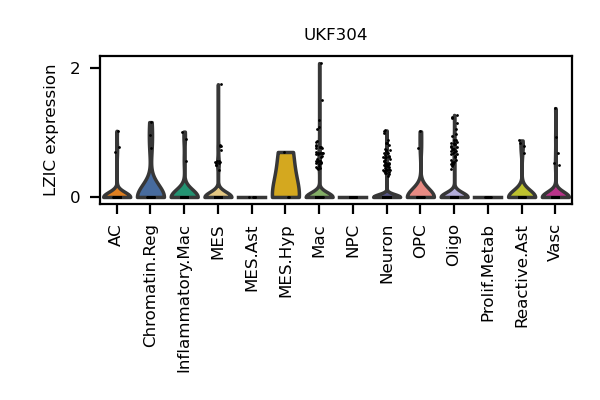 UKF304
LZIC expression
2
0
AC
Chromatin.Reg
Inflammatory.Mac
MES
MES.Ast
MES.Hyp
Mac
NPC
Neuron
OPC
Oligo
Prolif.Metab
Reactive.Ast
Vasc